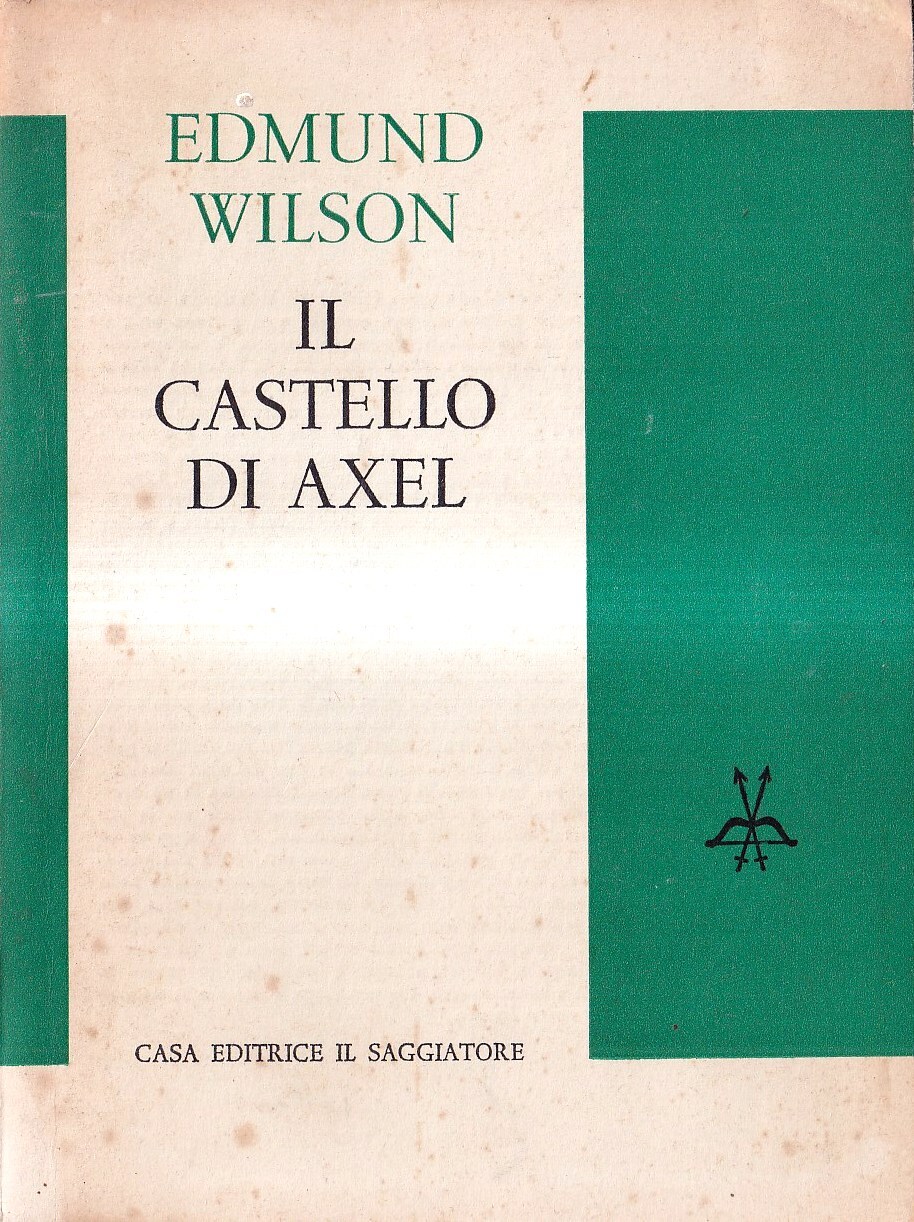 EDMUND
WILSON
IL
CASTELLO
DI AXEL
CASA EDITRICE IL SAGGIATORE